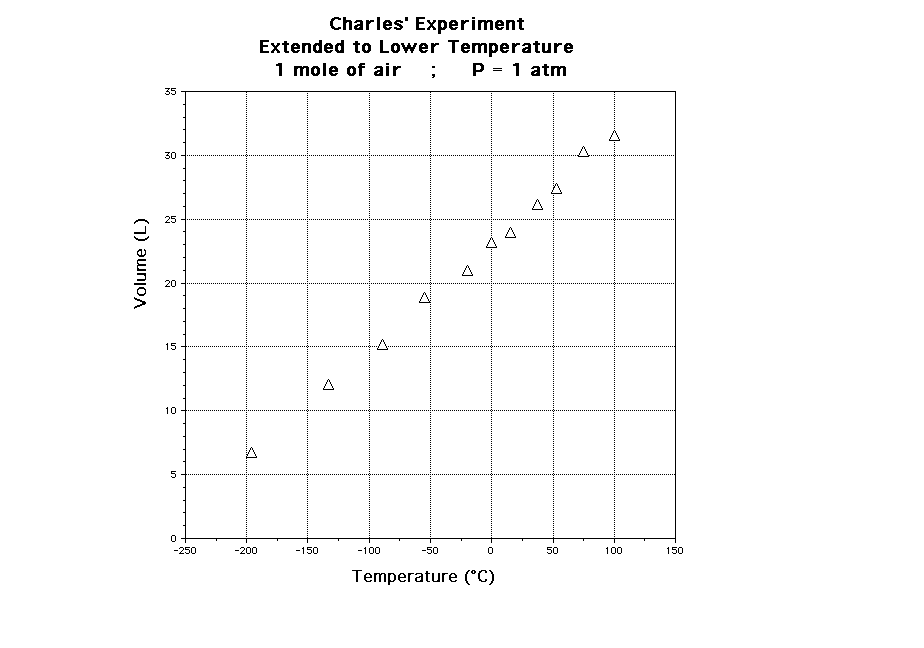 Charles' Experiment
Extended to Lower Temperature
1 mole of air ; P = 1 atm
35
30
25
20
15
10
5
0
Volume (L)
-250 -200 -150 -100 -50 0 50 100 150
Temperature (°C)